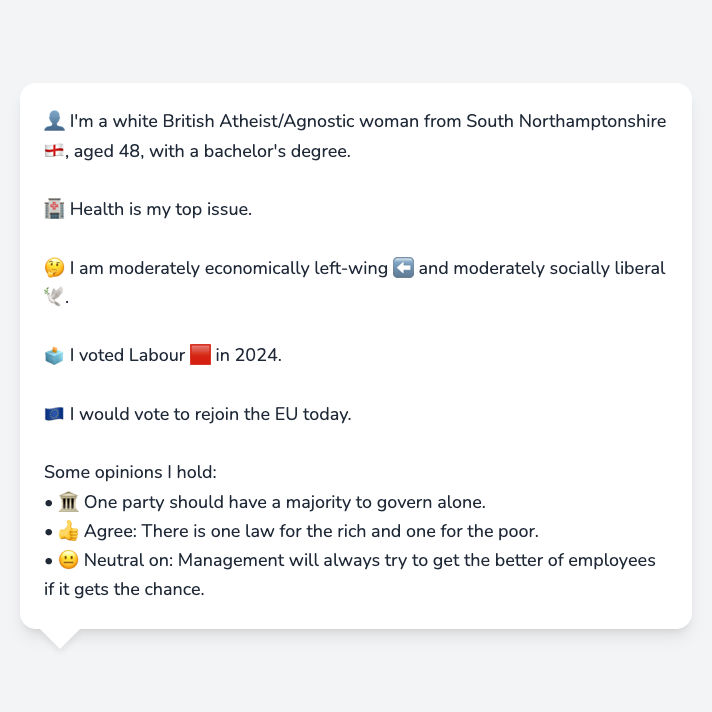 👤 I'm a white British Atheist/Agnostic woman from South Northamptonshire
🏴󠁧󠁢󠁥󠁮󠁧󠁿, aged 48, with a bachelor's degree.
🏥 Health is my top issue.
🤔 I am moderately economically left-wing ⬅️ and moderately socially liberal
🕊️.
🗳️ I voted Labour 🟥 in 2024.
🇪🇺 I would vote to rejoin the EU today.
Some opinions I hold:
• 🏛️ One party should have a majority to govern alone.
• 👍 Agree: There is one law for the rich and one for the poor.
• 😐 Neutral on: Management will always try to get the better of employees
if it gets the chance.